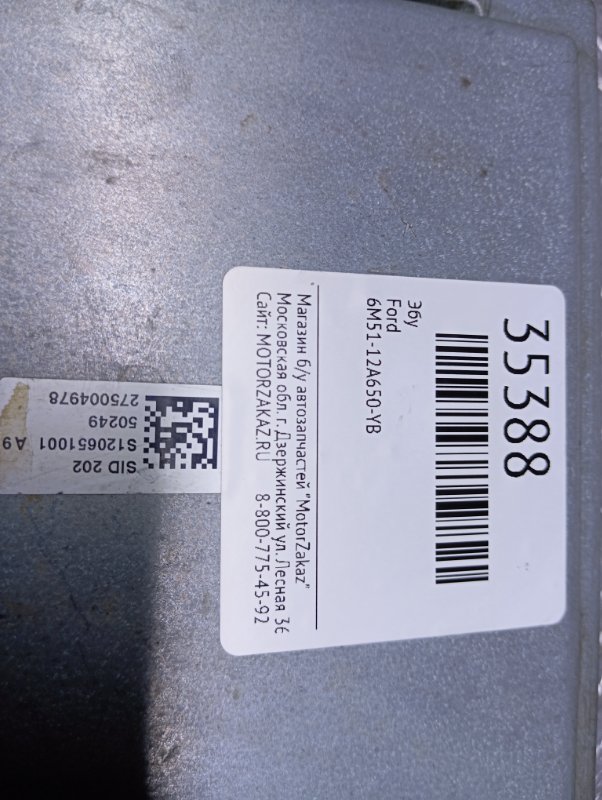 35388
Эбу
Ford
6M51-12A650-YB
Магазин б/у автозапчастей "MotorZakaz"
Московская обл. г. Дзержинский ул. Лесная 36
Сайт: MOTORZAKAZ.RU 8-800-775-45-92
SID 202
S120651001 A9
50249
275004978